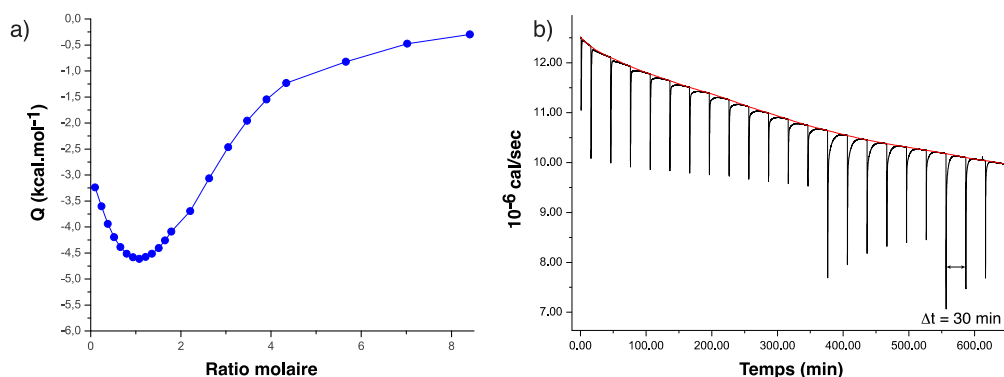 a)
Q (kcal.mol-1)
0,0
-0,5
-1,0
-1,5
-2,0
-2,5
-3,0
-3,5
-4,0
-4,5
-5,0
-5,5
-6,0
0 2 4 6 8
Ratio molaire
b)
10-6 cal/sec
12.00
11.00
10.00
9.00
8.00
7.00
Δt = 30 min
0.00 100.00 200.00 300.00 400.00 500.00 600.00
Temps (min)